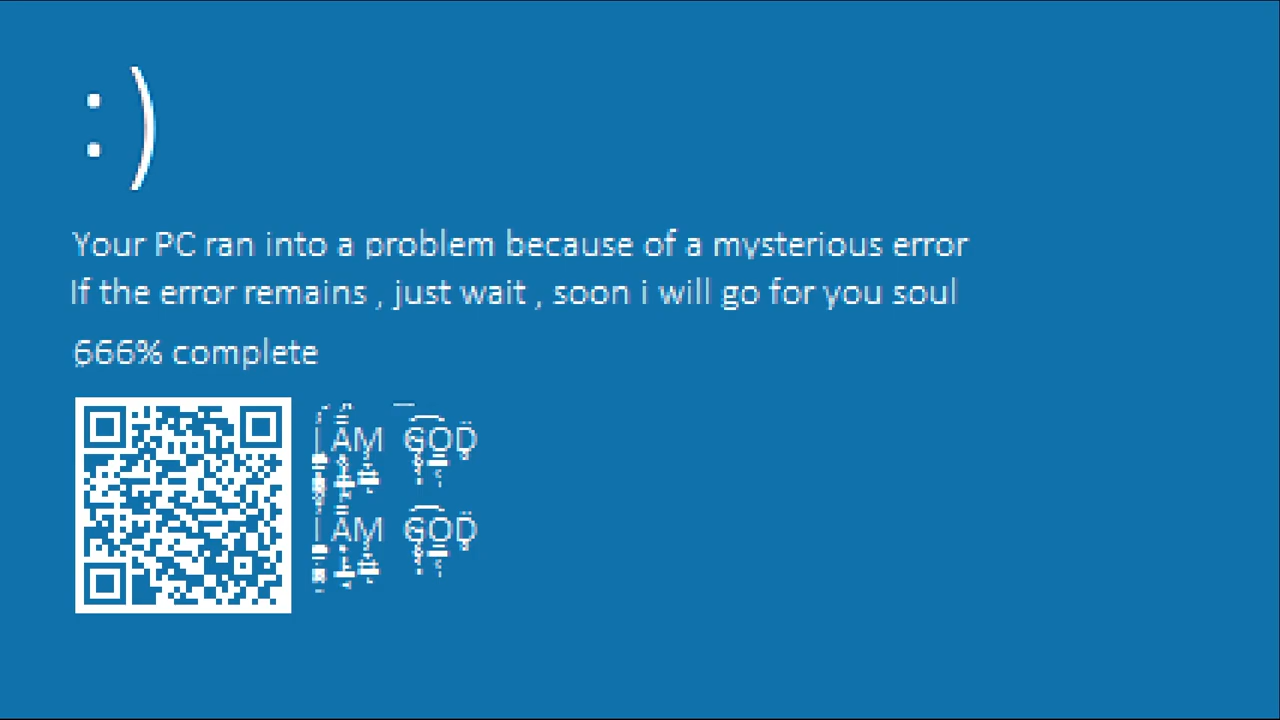 :)
Your PC ran into a problem because of a mysterious error
If the error remains , just wait , soon i will go for you soul
666% complete
I AM GOD
I AM GOD